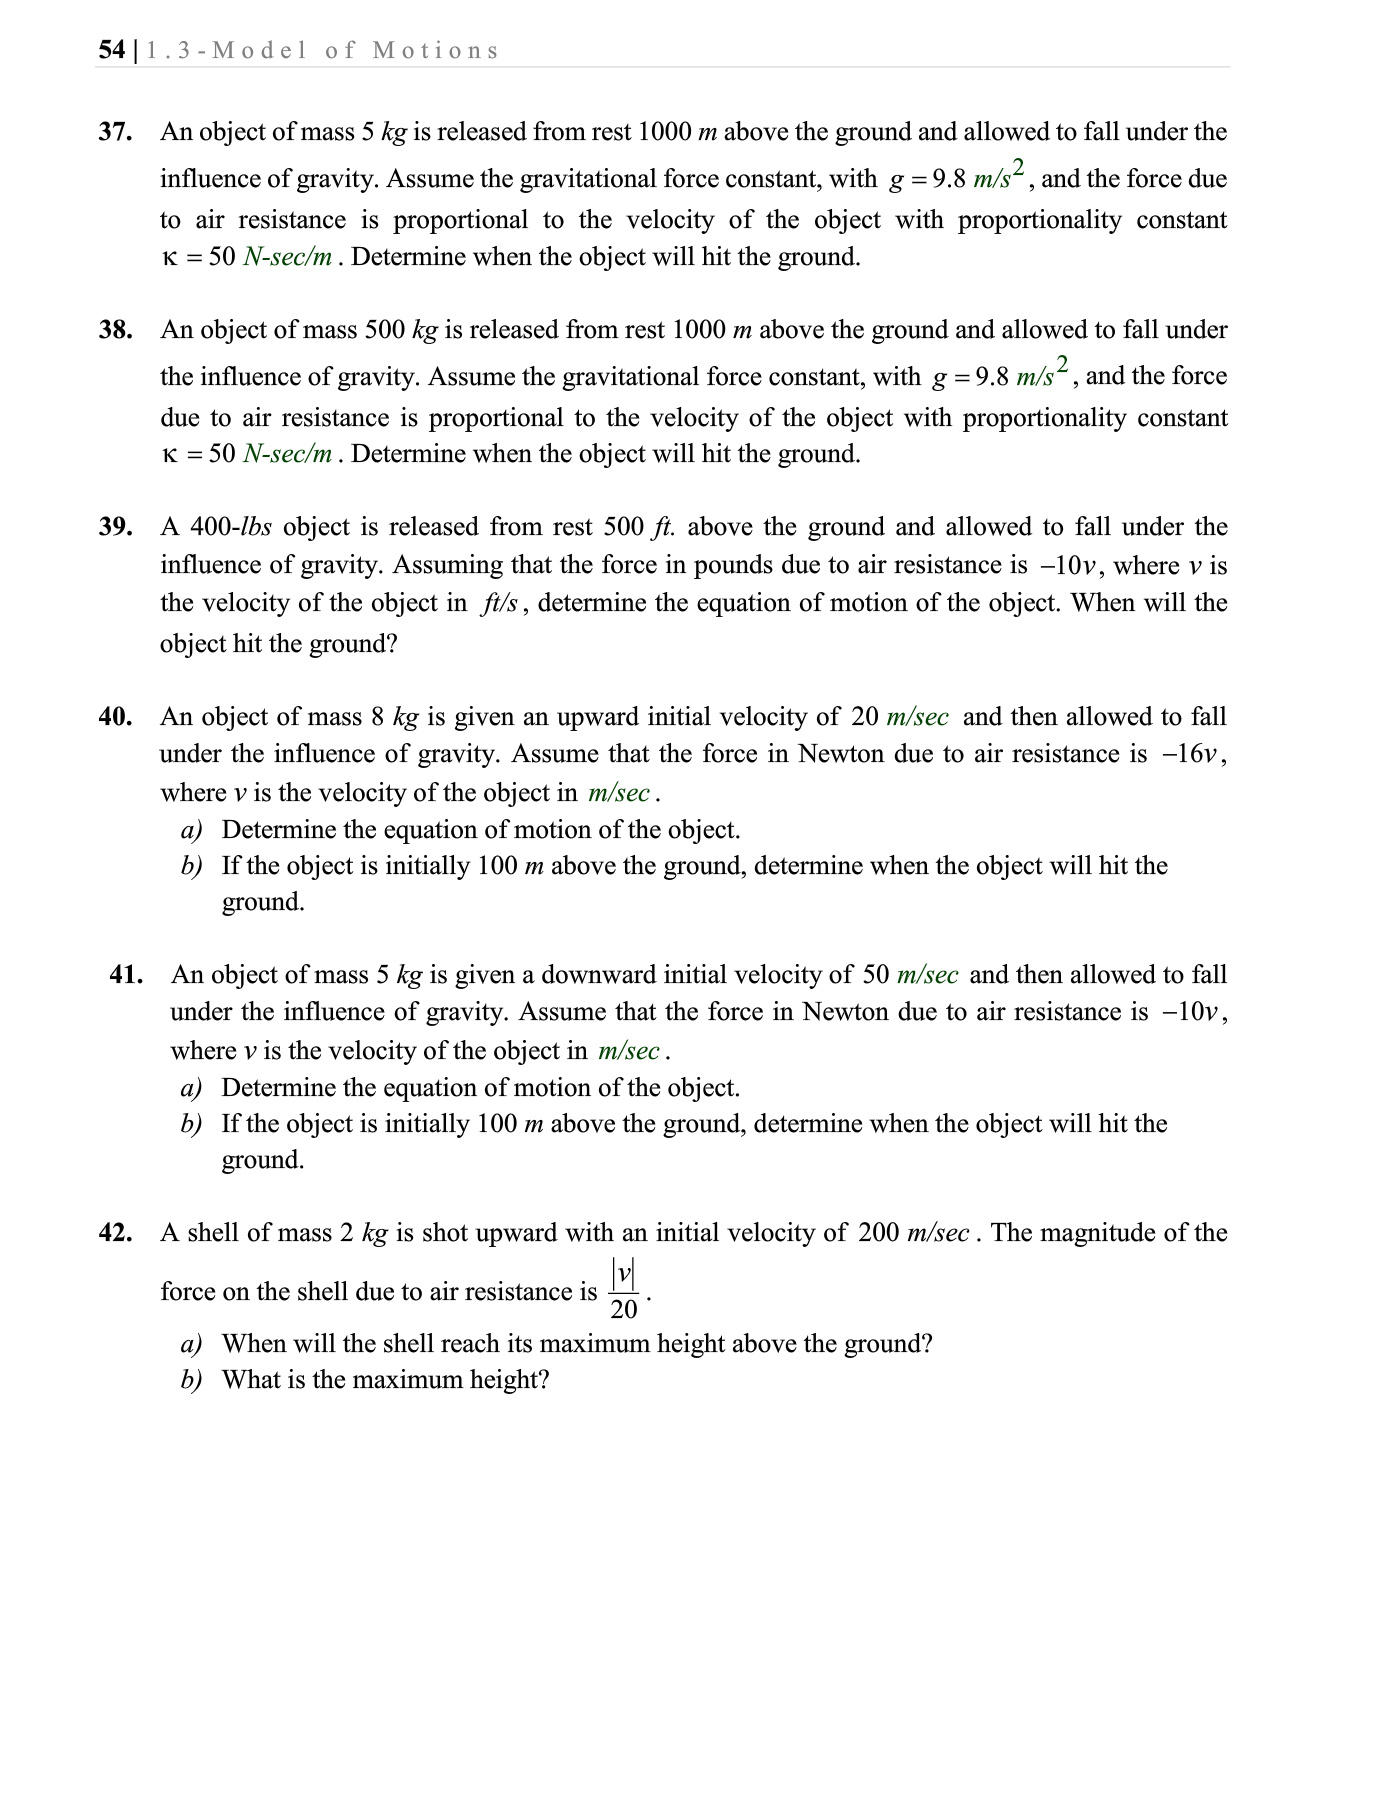 54 | 1.3-Model of Motions
37. An object of mass 5 kg is released from rest 1000 m above the ground and allowed to fall under the
influence of gravity. Assume the gravitational force constant, with g = 9.8 m/s², and the force due
to air resistance is proportional to the velocity of the object with proportionality constant
κ = 50 N-sec/m . Determine when the object will hit the ground.
38. An object of mass 500 kg is released from rest 1000 m above the ground and allowed to fall under
the influence of gravity. Assume the gravitational force constant, with g = 9.8 m/s², and the force
due to air resistance is proportional to the velocity of the object with proportionality constant
κ = 50 N-sec/m . Determine when the object will hit the ground.
39. A 400-lbs object is released from rest 500 ft. above the ground and allowed to fall under the
influence of gravity. Assuming that the force in pounds due to air resistance is −10v, where v is
the velocity of the object in ft/s , determine the equation of motion of the object. When will the
object hit the ground?
40. An object of mass 8 kg is given an upward initial velocity of 20 m/sec and then allowed to fall
under the influence of gravity. Assume that the force in Newton due to air resistance is −16v,
where v is the velocity of the object in m/sec .
a) Determine the equation of motion of the object.
b) If the object is initially 100 m above the ground, determine when the object will hit the
ground.
41. An object of mass 5 kg is given a downward initial velocity of 50 m/sec and then allowed to fall
under the influence of gravity. Assume that the force in Newton due to air resistance is −10v,
where v is the velocity of the object in m/sec .
a) Determine the equation of motion of the object.
b) If the object is initially 100 m above the ground, determine when the object will hit the
ground.
42. A shell of mass 2 kg is shot upward with an initial velocity of 200 m/sec . The magnitude of the
force on the shell due to air resistance is |v|/20 .
a) When will the shell reach its maximum height above the ground?
b) What is the maximum height?